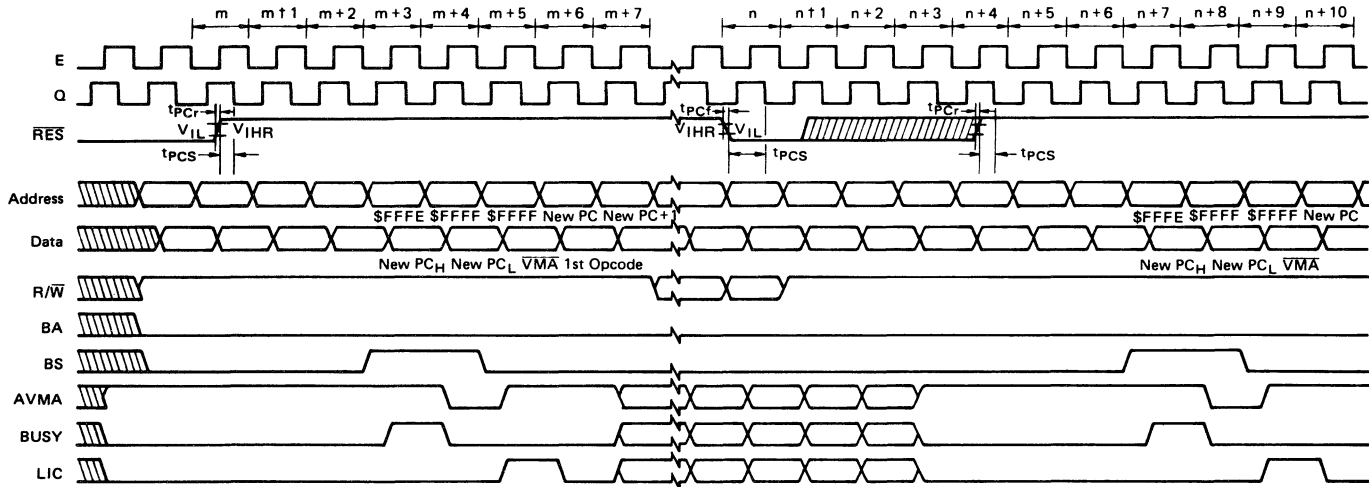 m m+1 m+2 m+3 m+4 m+5 m+6 m+7 n n+1 n+2 n+3 n+4 n+5 n+6 n+7 n+8 n+9 n+10
E
Q
tPCr tPCf tPCr
RES VIL VIHR VIHR VIL
tPCS tPCS tPCS
Address
$FFFE $FFFF $FFFF New PC New PC+1 $FFFE $FFFF $FFFF New PC
Data
New PCH New PCL VMA 1st Opcode New PCH New PCL VMA
R/W
BA
BS
AVMA
BUSY
LIC